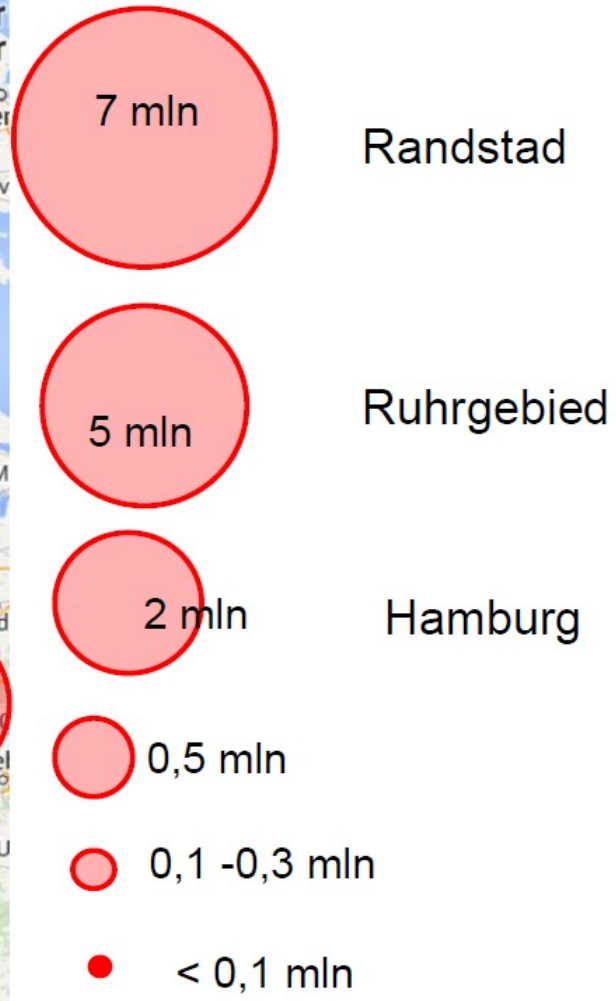 7 mln
Randstad
5 mln
Ruhrgebied
2 mln
Hamburg
0,5 mln
0,1 -0,3 mln
< 0,1 mln